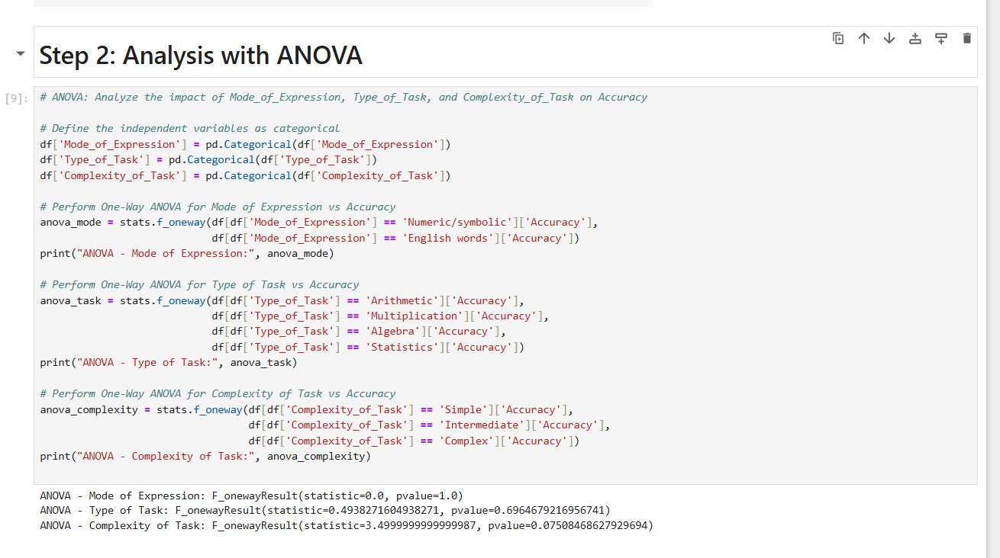 Step 2: Analysis with ANOVA
[9]:
# ANOVA: Analyze the impact of Mode_of_Expression, Type_of_Task, and Complexity_of_Task on Accuracy
# Define the independent variables as categorical
df['Mode_of_Expression'] = pd.Categorical(df['Mode_of_Expression'])
df['Type_of_Task'] = pd.Categorical(df['Type_of_Task'])
df['Complexity_of_Task'] = pd.Categorical(df['Complexity_of_Task'])
# Perform One-Way ANOVA for Mode of Expression vs Accuracy
anova_mode = stats.f_oneway(df[df['Mode_of_Expression'] == 'Numeric/symbolic']['Accuracy'],
df[df['Mode_of_Expression'] == 'English words']['Accuracy'])
print("ANOVA - Mode of Expression:", anova_mode)
# Perform One-Way ANOVA for Type of Task vs Accuracy
anova_task = stats.f_oneway(df[df['Type_of_Task'] == 'Arithmetic']['Accuracy'],
df[df['Type_of_Task'] == 'Multiplication']['Accuracy'],
df[df['Type_of_Task'] == 'Algebra']['Accuracy'],
df[df['Type_of_Task'] == 'Statistics']['Accuracy'])
print("ANOVA - Type of Task:", anova_task)
# Perform One-Way ANOVA for Complexity of Task vs Accuracy
anova_complexity = stats.f_oneway(df[df['Complexity_of_Task'] == 'Simple']['Accuracy'],
df[df['Complexity_of_Task'] == 'Intermediate']['Accuracy'],
df[df['Complexity_of_Task'] == 'Complex']['Accuracy'])
print("ANOVA - Complexity of Task:", anova_complexity)
ANOVA - Mode of Expression: F_onewayResult(statistic=0.0, pvalue=1.0)
ANOVA - Type of Task: F_onewayResult(statistic=0.4938271604938271, pvalue=0.6964679216956741)
ANOVA - Complexity of Task: F_onewayResult(statistic=3.4999999999999987, pvalue=0.07508468627929694)